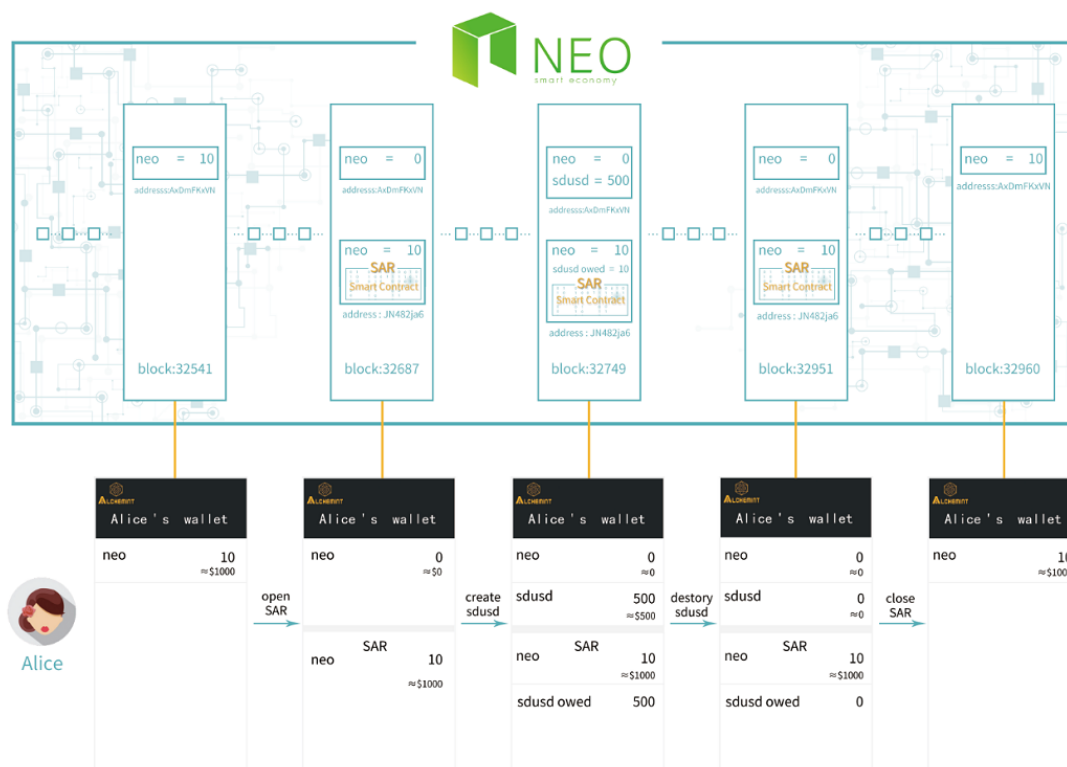 NEO
smart economy
neo = 10
addresss:AxDmFKxVN
block:32541
neo = 0
addresss:AxDmFKxVN
neo = 10
SAR
Smart Contract
address : JN482ja6
block:32687
neo = 0
sdusd = 500
addresss:AxDmFKxVN
neo = 10
sdusd owed = 10
SAR
Smart Contract
address : JN482ja6
block:32749
neo = 0
addresss:AxDmFKxVN
neo = 10
SAR
Smart Contract
address : JN482ja6
block:32951
neo = 10
addresss:AxDmFKxVN
block:32960
Alice
ALCHEMINT
Alice's wallet
neo 10
≈$1000
open
SAR
ALCHEMINT
Alice's wallet
neo 0
≈$0
SAR
neo 10
≈$1000
create
sdusd
ALCHEMINT
Alice's wallet
neo 0
≈0
sdusd 500
≈$500
SAR
neo 10
≈$1000
sdusd owed 500
destory
sdusd
ALCHEMINT
Alice's wallet
neo 0
≈0
sdusd 0
≈0
SAR
neo 10
≈$1000
sdusd owed 0
close
SAR
ALCHEMINT
Alice's wallet
neo